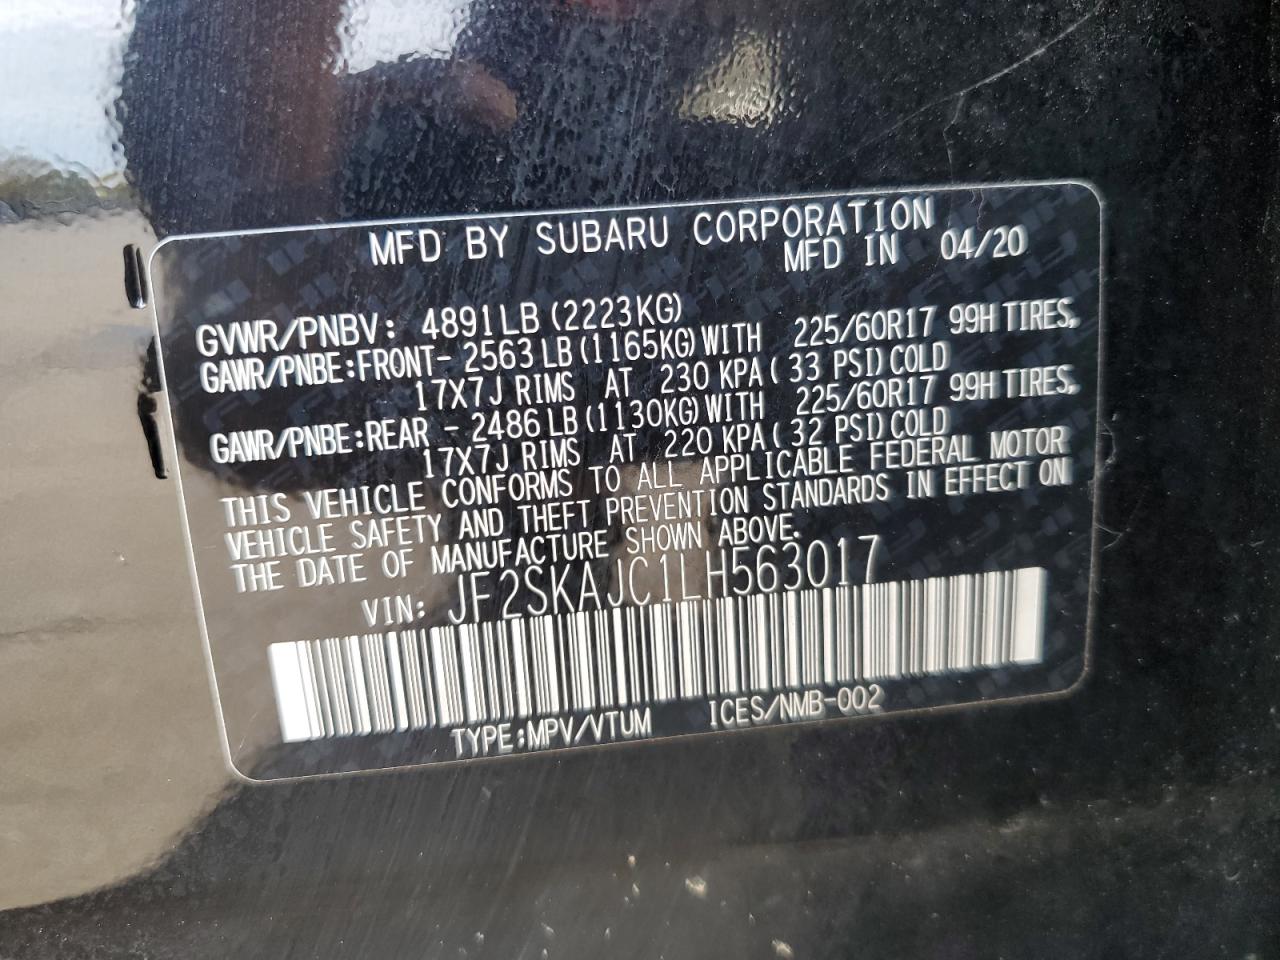 MFD BY SUBARU CORPORATION
MFD IN 04/20
GVWR/PNBV: 4891LB (2223KG)
GAWR/PNBE:FRONT- 2563 LB (1165KG) WITH 225/60R17 99H TIRES,
17X7J RIMS AT 230 KPA ( 33 PSI) COLD
GAWR/PNBE:REAR - 2486 LB (1130KG) WITH 225/60R17 99H TIRES,
17X7J RIMS AT 220 KPA ( 32 PSI) COLD
THIS VEHICLE CONFORMS TO ALL APPLICABLE FEDERAL MOTOR
VEHICLE SAFETY AND THEFT PREVENTION STANDARDS IN EFFECT ON
THE DATE OF MANUFACTURE SHOWN ABOVE.
VIN: JF2SKAJC1LH563017
TYPE:MPV/VTUM ICES/NMB-002